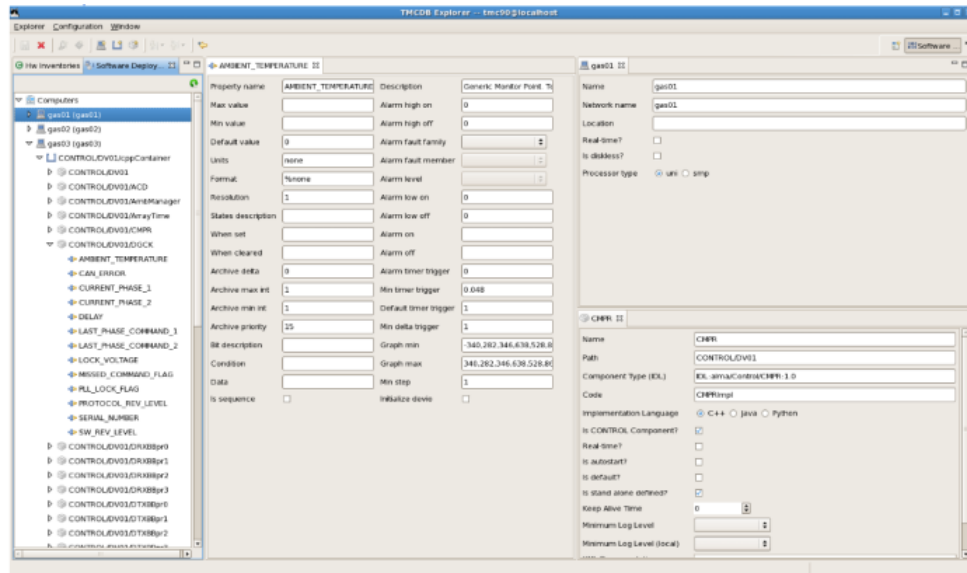 TMCDB Explorer -- tmc90@localhost
Explorer Configuration Window
Software ...
Hw Inventories Software Deploy...
Computers
gas01 (gas01)
gas02 (gas02)
gas03 (gas03)
CONTROL/DV01/cppContainer
CONTROL/DV01
CONTROL/DV01/ACD
CONTROL/DV01/AmbManager
CONTROL/DV01/ArrayTime
CONTROL/DV01/CMPR
CONTROL/DV01/DGCK
AMBIENT_TEMPERATURE
CAN_ERROR
CURRENT_PHASE_1
CURRENT_PHASE_2
DELAY
LAST_PHASE_COMMAND_1
LAST_PHASE_COMMAND_2
LOCK_VOLTAGE
MISSED_COMMAND_FLAG
PLL_LOCK_FLAG
PROTOCOL_REV_LEVEL
SERIAL_NUMBER
SW_REV_LEVEL
CONTROL/DV01/DRXBBpr0
CONTROL/DV01/DRXBBpr1
CONTROL/DV01/DRXBBpr2
CONTROL/DV01/DRXBBpr3
CONTROL/DV01/DTXBBpr0
CONTROL/DV01/DTXBBpr1
CONTROL/DV01/DTXBBpr2
AMBIENT_TEMPERATURE
Property name AMBIENT_TEMPERATURE Description Generic Monitor Point. To
Max value Alarm high on 0
Min value Alarm high off 0
Default value 0 Alarm fault family
Units none Alarm fault member
Format %none Alarm level
Resolution 1 Alarm low on 0
States description Alarm low off 0
When set Alarm on
When cleared Alarm off
Archive delta 0 Alarm timer trigger 0
Archive max int 1 Min timer trigger 0.048
Archive min int 1 Default timer trigger 1
Archive priority 15 Min delta trigger 1
Bit description Graph min -340,282,346,638,528,8
Condition Graph max 340,282,346,638,528,8(
Data Min step 1
Is sequence Initialize devio
gas01
Name gas01
Network name gas01
Location
Real-time?
Is diskless?
Processor type uni smp
CMPR
Name CMPR
Path CONTROL/DV01
Component Type (IDL) IDL:alma/Control/CMPR:1.0
Code CMPRImpl
Implementation Language C++ Java Python
Is CONTROL Component?
Real-time?
Is autostart?
Is default?
Is stand alone defined?
Keep Alive Time 0
Minimum Log Level
Minimum Log Level (local)